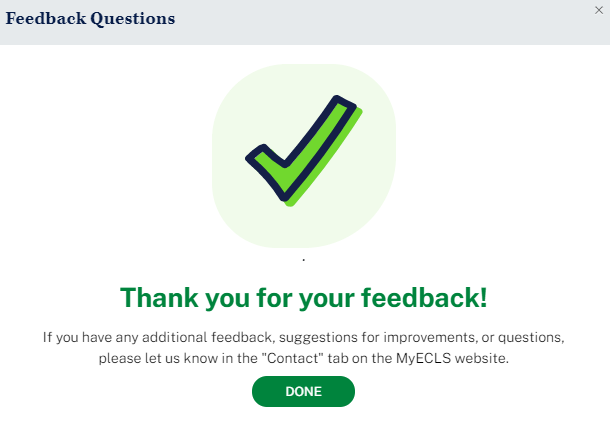 Feedback Questions
.
Thank you for your feedback!
If you have any additional feedback, suggestions for improvements, or questions,
please let us know in the "Contact" tab on the MyECLS website.
DONE